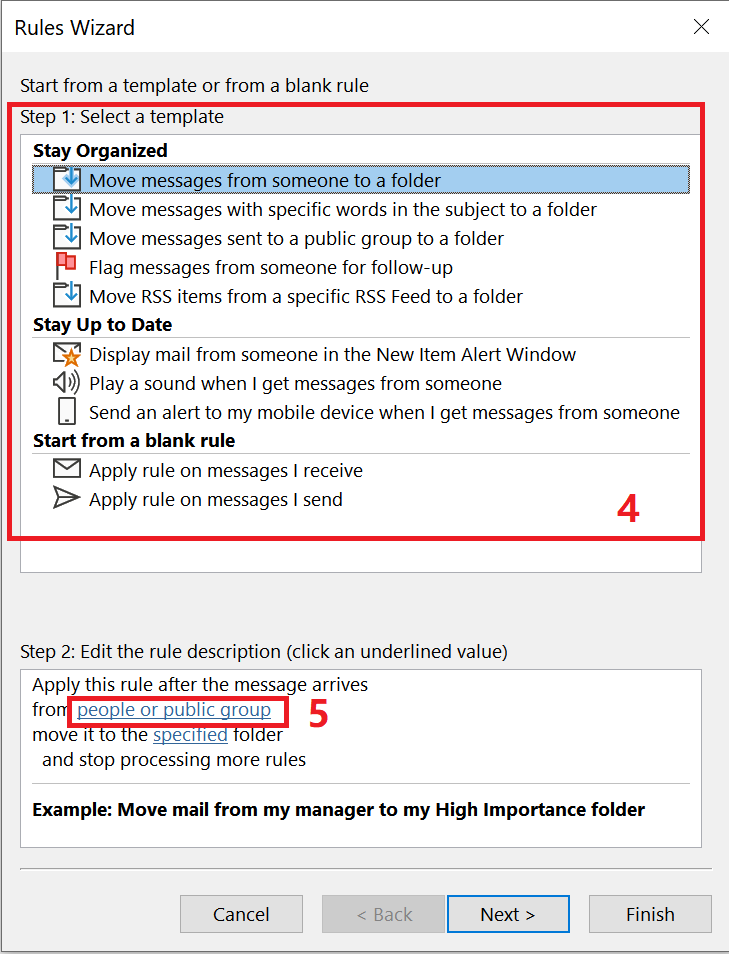 Rules Wizard
Start from a template or from a blank rule
Step 1: Select a template
Stay Organized
Move messages from someone to a folder
Move messages with specific words in the subject to a folder
Move messages sent to a public group to a folder
Flag messages from someone for follow-up
Move RSS items from a specific RSS Feed to a folder
Stay Up to Date
Display mail from someone in the New Item Alert Window
Play a sound when I get messages from someone
Send an alert to my mobile device when I get messages from someone
Start from a blank rule
Apply rule on messages I receive
Apply rule on messages I send
4
Step 2: Edit the rule description (click an underlined value)
Apply this rule after the message arrives
from people or public group 5
move it to the specified folder
and stop processing more rules
Example: Move mail from my manager to my High Importance folder
Cancel < Back Next > Finish